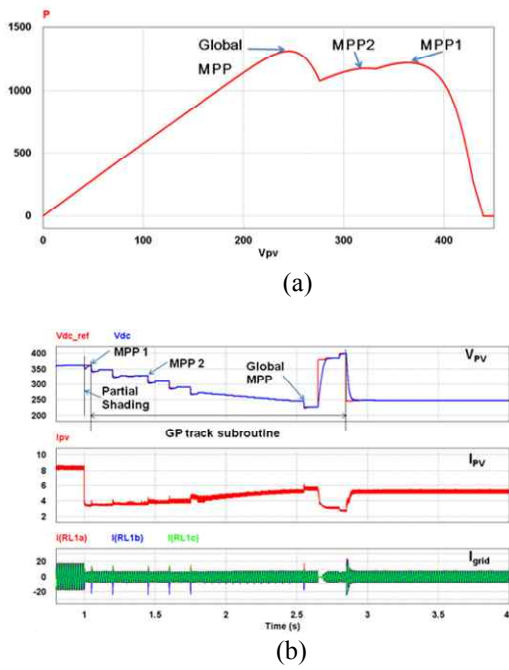 P
1500
Global
MPP
MPP2
MPP1
1000
500
0
0 100 200 300 400
Vpv
(a)
Vdc_ref Vdc
400
350
300
250
200
MPP 1
MPP 2
Partial
Shading
Global
MPP
VPV
GP track subroutine
Ipv
10
8
6
4
2
IPV
I(RL1a) I(RL1b) I(RL1c)
20
0
-20
Igrid
1 1.5 2 2.5 3 3.5 4
Time (s)
(b)